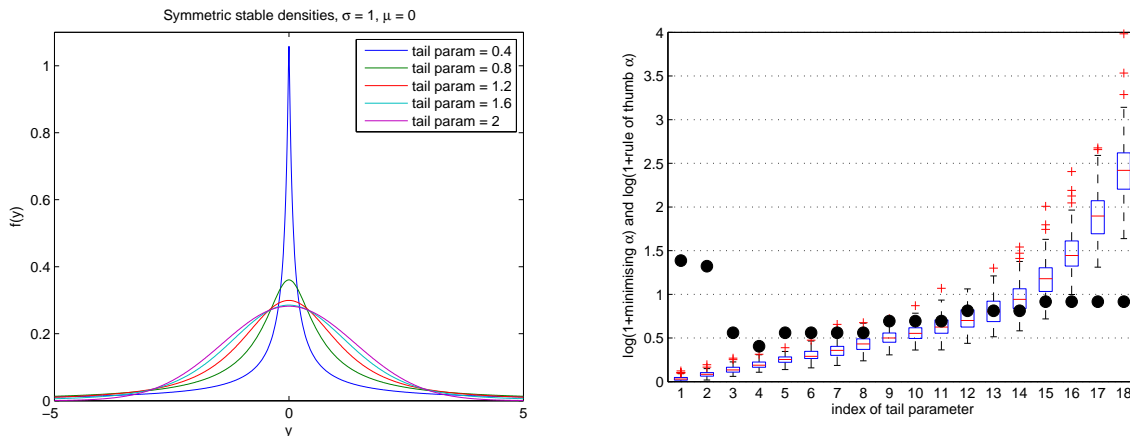 Symmetric stable densities, σ = 1, μ = 0
tail param = 0.4
tail param = 0.8
tail param = 1.2
tail param = 1.6
tail param = 2
f(y)
1
0.8
0.6
0.4
0.2
0
−5
0
5
y
log(1+minimising α) and log(1+rule of thumb α)
4
3.5
3
2.5
2
1.5
1
0.5
0
1 2 3 4 5 6 7 8 9 10 11 12 13 14 15 16 17 18
index of tail parameter